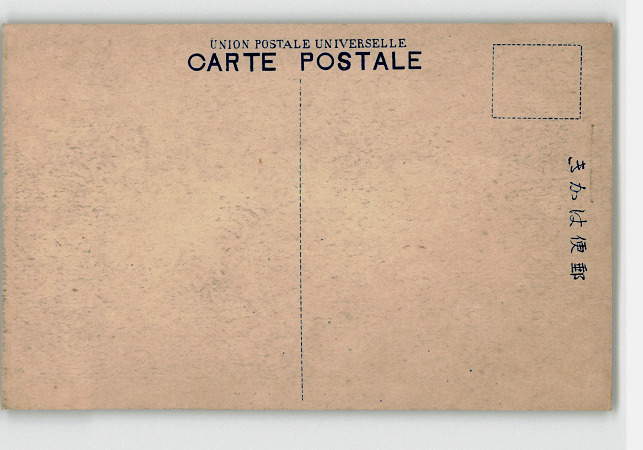 UNION POSTALE UNIVERSELLE
CARTE POSTALE
郵便はかき